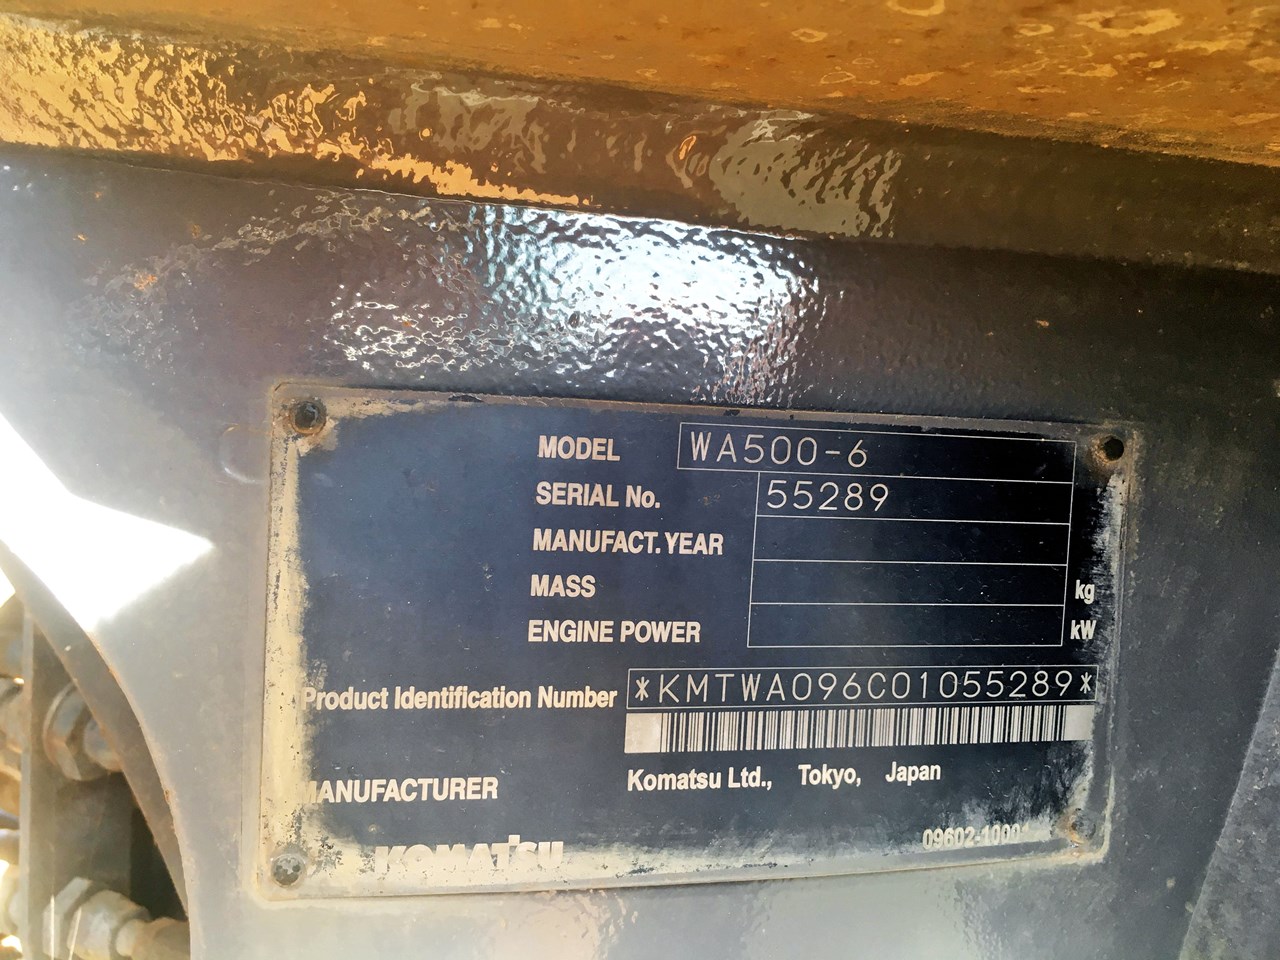 MODEL WA500-6
SERIAL No. 55289
MANUFACT. YEAR
MASS kg
ENGINE POWER kW
Product Identification Number *KMTWA096C01055289*
MANUFACTURER Komatsu Ltd., Tokyo, Japan
KOMATSU